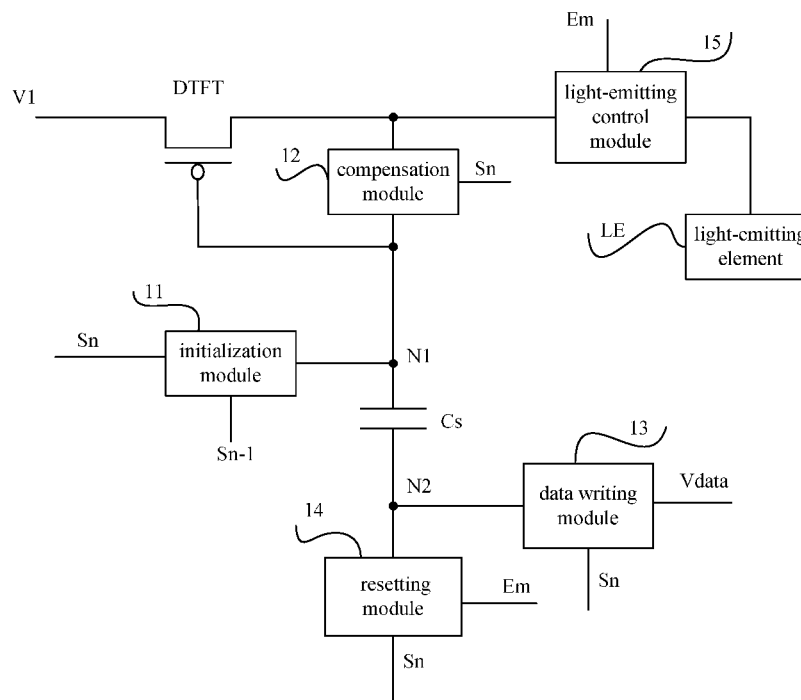 Em
15
V1
DTFT
light-emitting
control
module
12
compensation
module
Sn
LE
light-emitting
element
11
Sn
initialization
module
N1
Sn-1
Cs
13
N2
data writing
module
Vdata
14
resetting
module
Em
Sn
Sn